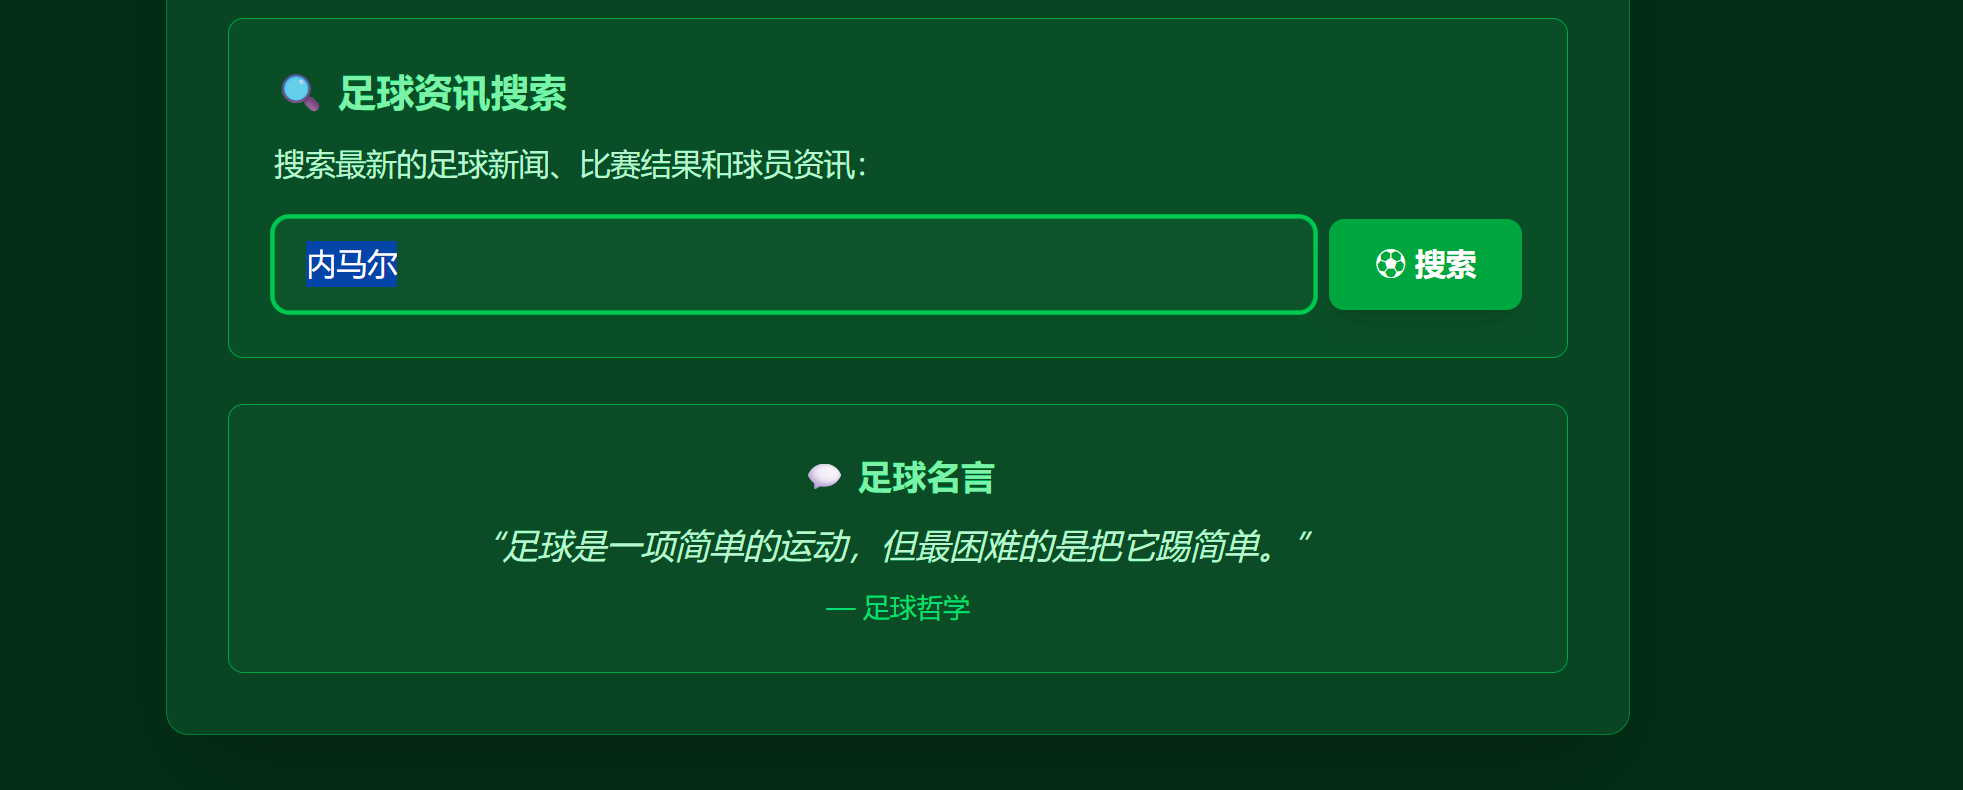 足球资讯搜索
搜索最新的足球新闻、比赛结果和球员资讯：
内马尔
搜索
足球名言
“足球是一项简单的运动，但最困难的是把它踢简单。”
— 足球哲学